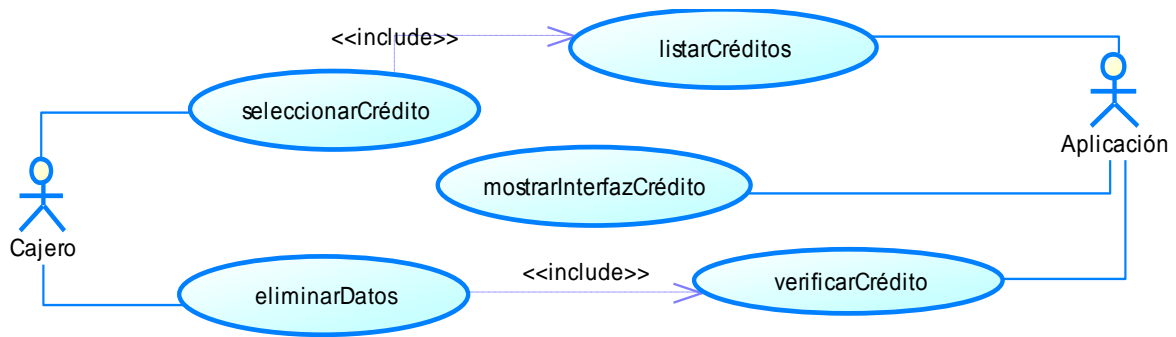 <<include>>
listarCréditos
seleccionarCrédito
Aplicación
mostrarInterfazCrédito
Cajero
<<include>>
verificarCrédito
eliminarDatos